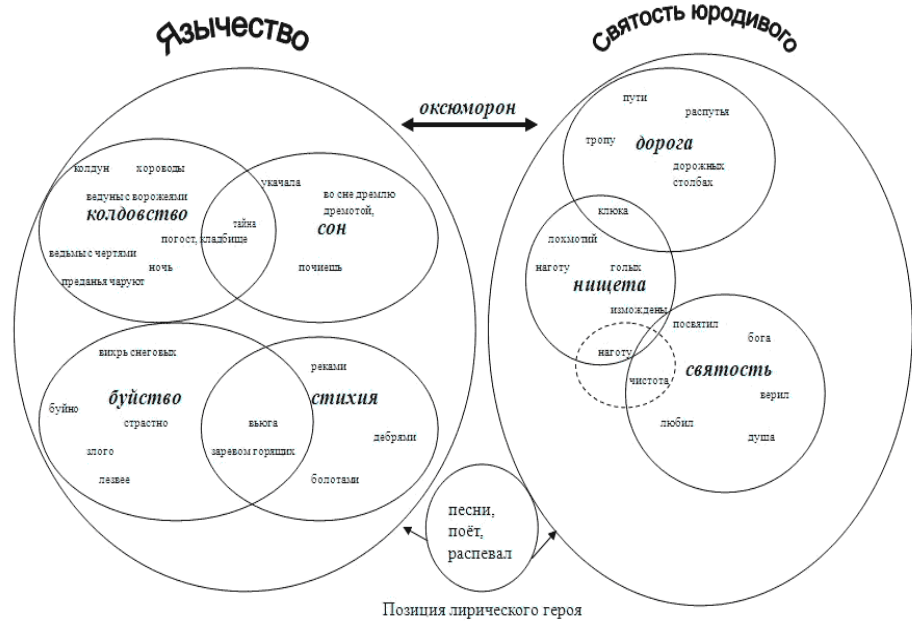 Язычество
Святость юродивого
оксюморон
колдун
хороводы
ведуны с ворожеями
колдовство
погост, кладбище
ведьмы с чертями
ночь
преданья чаруют
тайна
укачала
во сне дремлю
дремотой,
сон
почиешь
вихрь снеговых
буйство
буйно
страстно
злого
лезвее
вьюга
заревом горящих
реками
стихия
дебрями
болотами
пути
распутья
тропу
дорога
дорожных
столбах
клюка
лохмотий
наготу
голых
нищета
измождены
наготу
чистота
посвятил
бога
святость
верил
любил
душа
песни,
поёт,
распевал
Позиция лирического героя